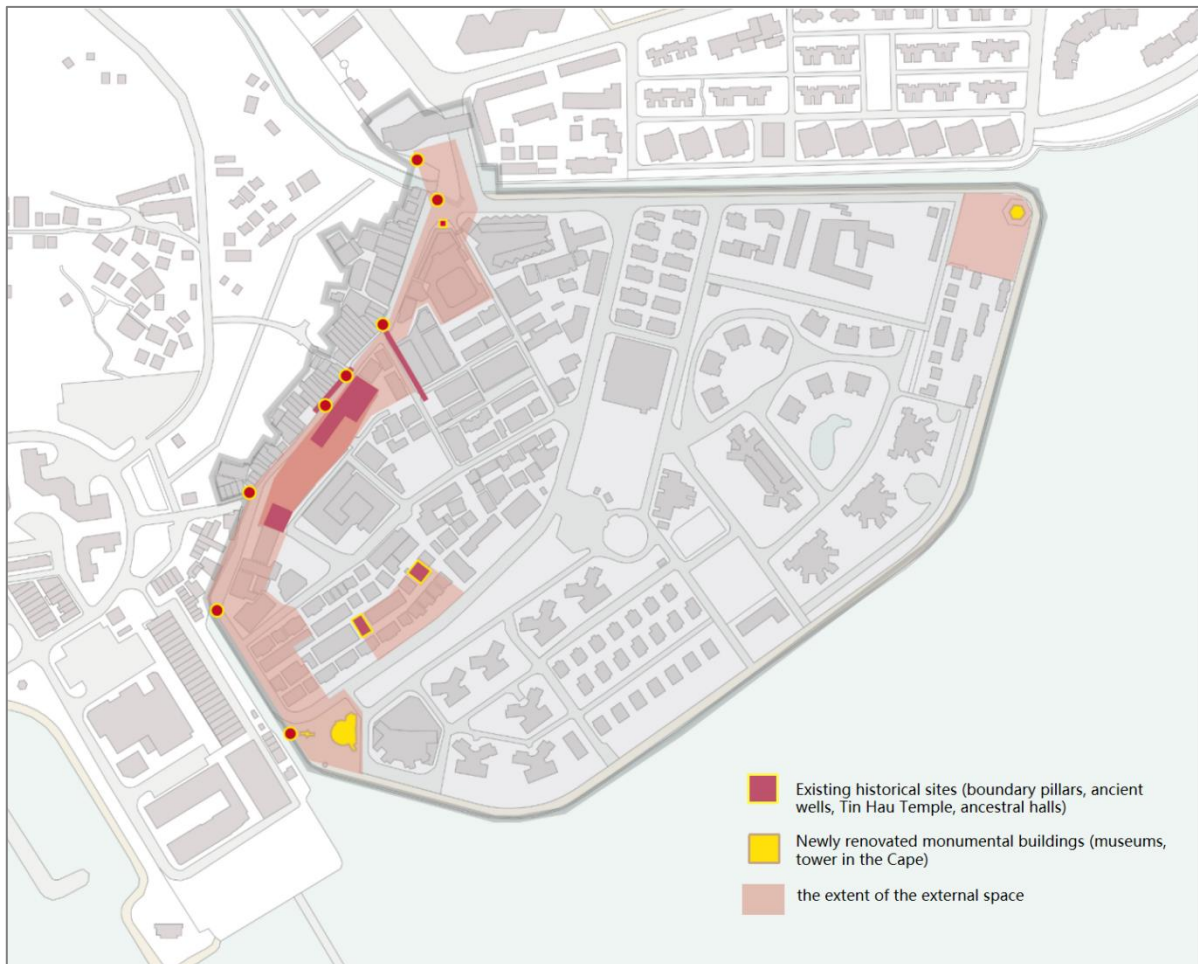 Existing historical sites (boundary pillars, ancient
wells, Tin Hau Temple, ancestral halls)
Newly renovated monumental buildings (museums,
tower in the Cape)
the extent of the external space